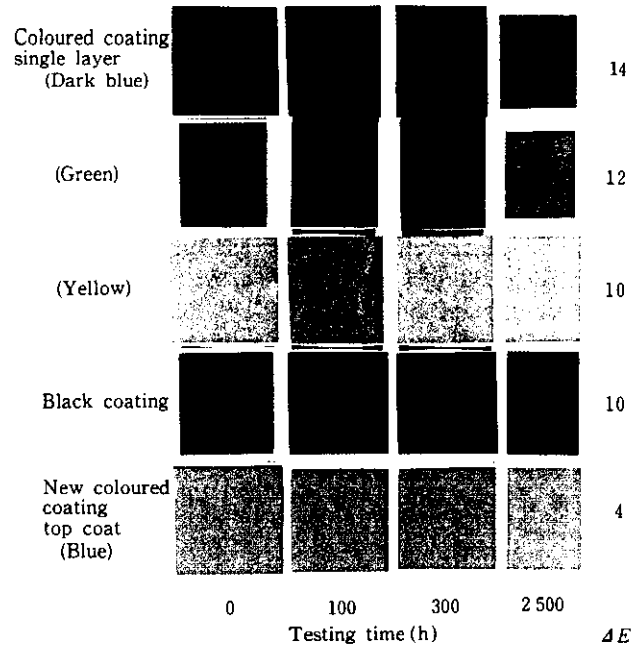 Coloured coating
single layer
(Dark blue)
14
(Green)
12
(Yellow)
10
Black coating
10
New coloured
coating
top coat
(Blue)
4
0 100 300 2 500
Testing time (h)
ΔE